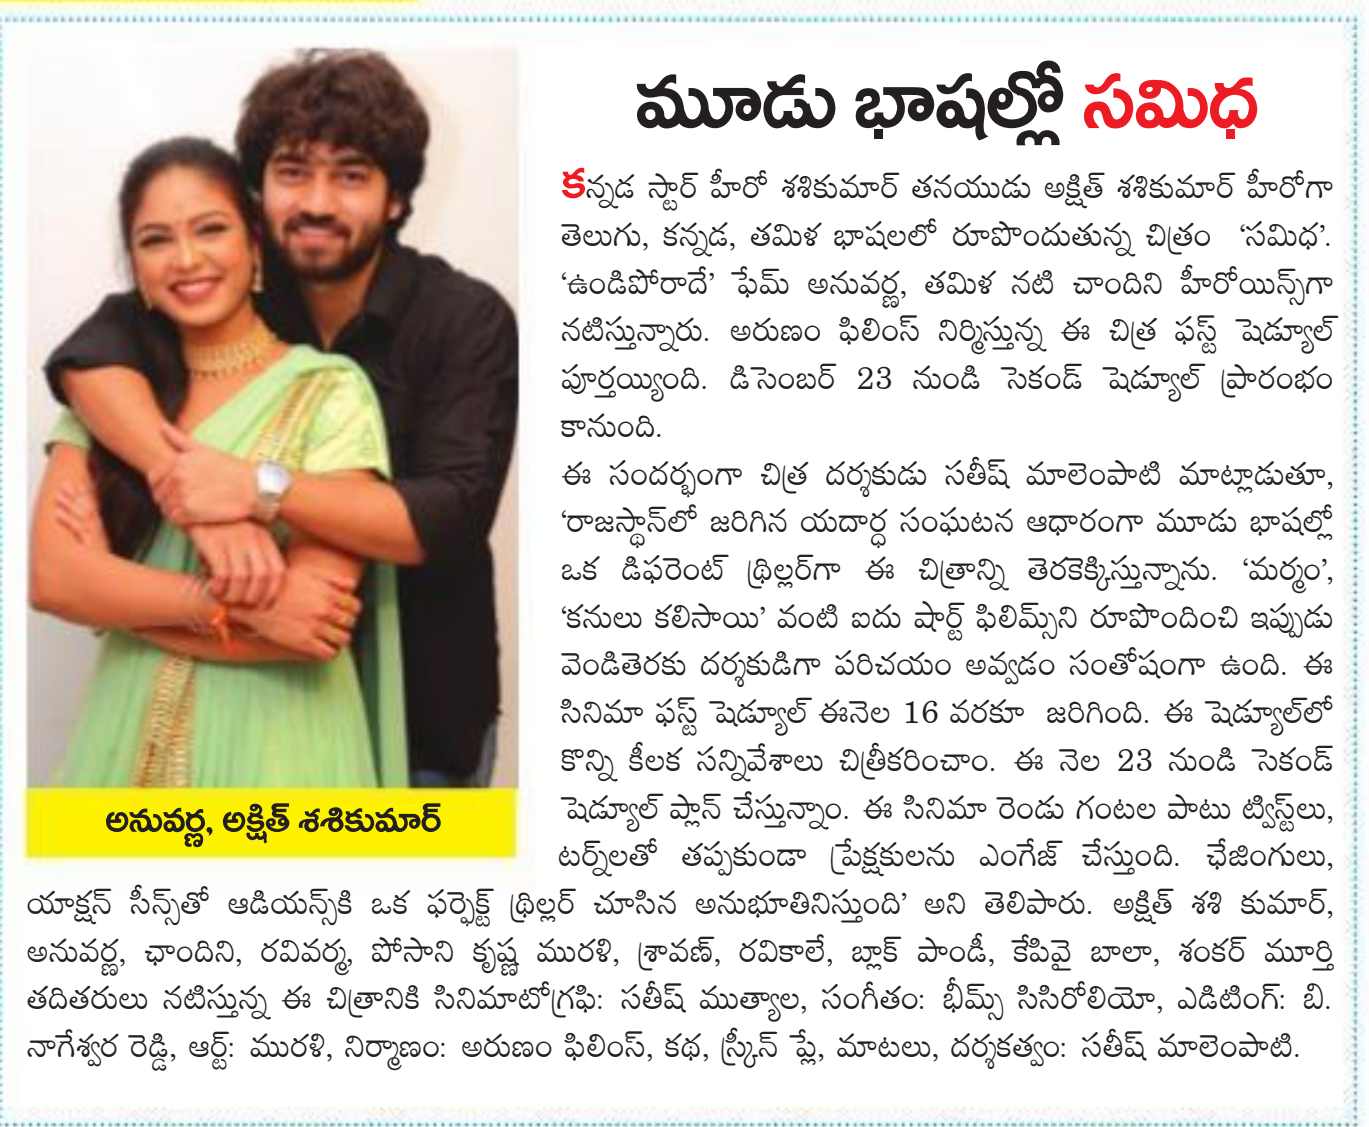 మూడు భాషల్లో సమిధ
కన్నడ స్టార్ హీరో శశికుమార్ తనయుడు అక్షిత్ శశికుమార్ హీరోగా
తెలుగు, కన్నడ, తమిళ భాషలలో రూపొందుతున్న చిత్రం ‘సమిధ’.
‘ఉండిపోరాదే’ ఫేమ్ అనువర్ణ, తమిళ నటి చాందిని హీరోయిన్స్‌గా
నటిస్తున్నారు. అరుణం ఫిలింస్ నిర్మిస్తున్న ఈ చిత్ర ఫస్ట్ షెడ్యూల్
పూర్తయ్యింది. డిసెంబర్ 23 నుండి సెకండ్ షెడ్యూల్ ప్రారంభం
కానుంది.
ఈ సందర్భంగా చిత్ర దర్శకుడు సతీష్ మాలెంపాటి మాట్లాడుతూ,
‘రాజస్థాన్‌లో జరిగిన యదార్ధ సంఘటన ఆధారంగా మూడు భాషల్లో
ఒక డిఫరెంట్ థ్రిల్లర్‌గా ఈ చిత్రాన్ని తెరకెక్కిస్తున్నాను. ‘మర్మం’,
‘కనులు కలిసాయి’ వంటి ఐదు షార్ట్ ఫిలిమ్స్‌ని రూపొందించి ఇప్పుడు
వెండితెరకు దర్శకుడిగా పరిచయం అవ్వడం సంతోషంగా ఉంది. ఈ
సినిమా ఫస్ట్ షెడ్యూల్ ఈనెల 16 వరకూ జరిగింది. ఈ షెడ్యూల్‌లో
కొన్ని కీలక సన్నివేశాలు చిత్రీకరించాం. ఈ నెల 23 నుండి సెకండ్
షెడ్యూల్ ప్లాన్ చేస్తున్నాం. ఈ సినిమా రెండు గంటల పాటు ట్విస్ట్‌లు,
టర్న్‌లతో తప్పకుండా ప్రేక్షకులను ఎంగేజ్ చేస్తుంది. ఛేజింగులు,
యాక్షన్ సీన్స్‌తో ఆడియన్స్‌కి ఒక ఫర్ఫెక్ట్ థ్రిల్లర్ చూసిన అనుభూతినిస్తుంది’ అని తెలిపారు. అక్షిత్ శశి కుమార్,
అనువర్ణ, ఛాందిని, రవివర్మ, పోసాని కృష్ణ మురళి, శ్రావణ్, రవికాలే, బ్లాక్ పాండీ, కేపివై బాలా, శంకర్ మూర్తి
తదితరులు నటిస్తున్న ఈ చిత్రానికి సినిమాటోగ్రఫి: సతీష్ ముత్యాల, సంగీతం: భీమ్స్ సిసిరోలియో, ఎడిటింగ్: బి.
నాగేశ్వర రెడ్డి, ఆర్ట్: మురళి, నిర్మాణం: అరుణం ఫిలింస్, కథ, స్క్రీన్ ప్లే, మాటలు, దర్శకత్వం: సతీష్ మాలెంపాటి.
అనువర్ణ, అక్షిత్ శశికుమార్